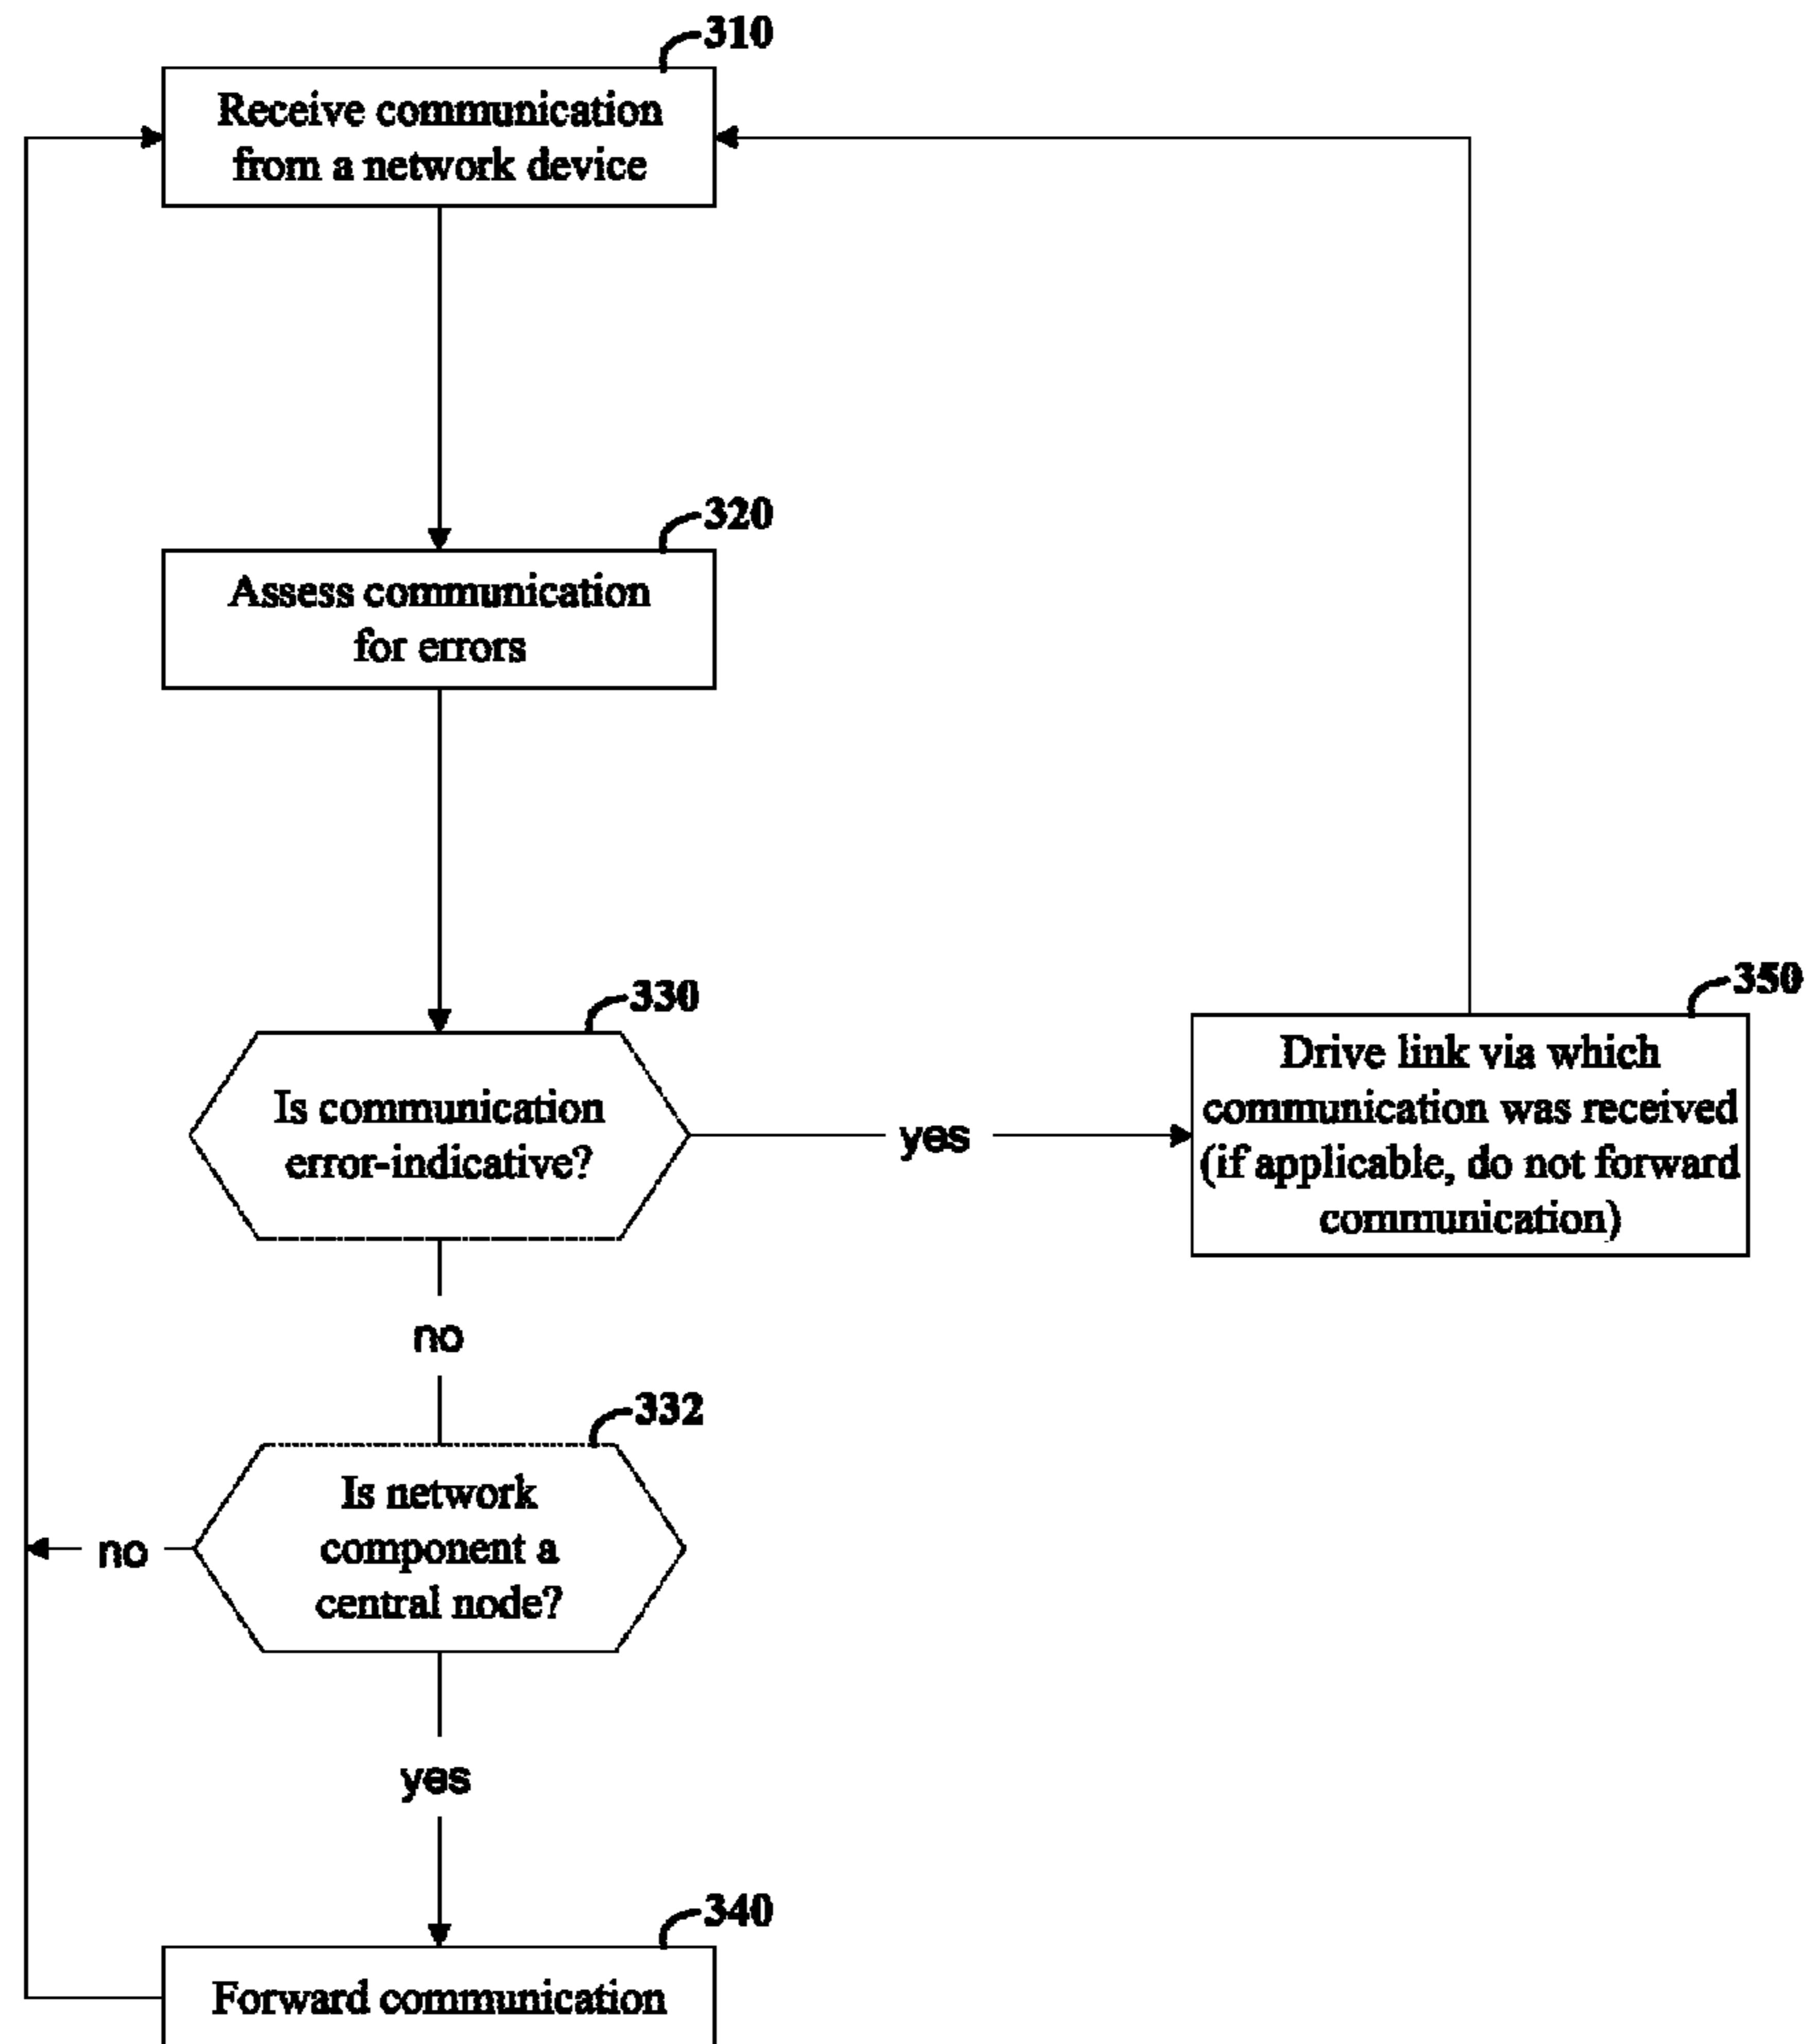 310
Receive communication
from a network device
320
Assess communication
for errors
330
Is communication
error-indicative?
yes
350
Drive link via which
communication was received
(if applicable, do not forward
communication)
no
332
Is network
component a
central node?
no
yes
340
Forward communication